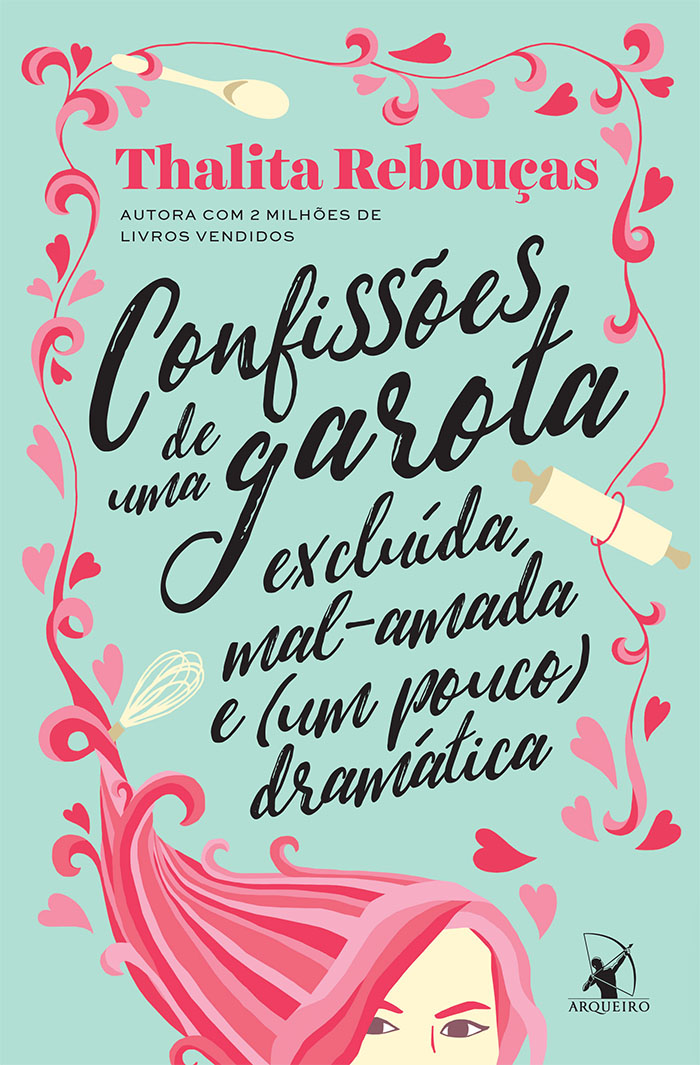 Thalita Rebouças
AUTORA COM 2 MILHÕES DE
LIVROS VENDIDOS
Confissões
de uma garota
excluída,
mal-amada
e (um pouco)
dramática
ARQUEIRO